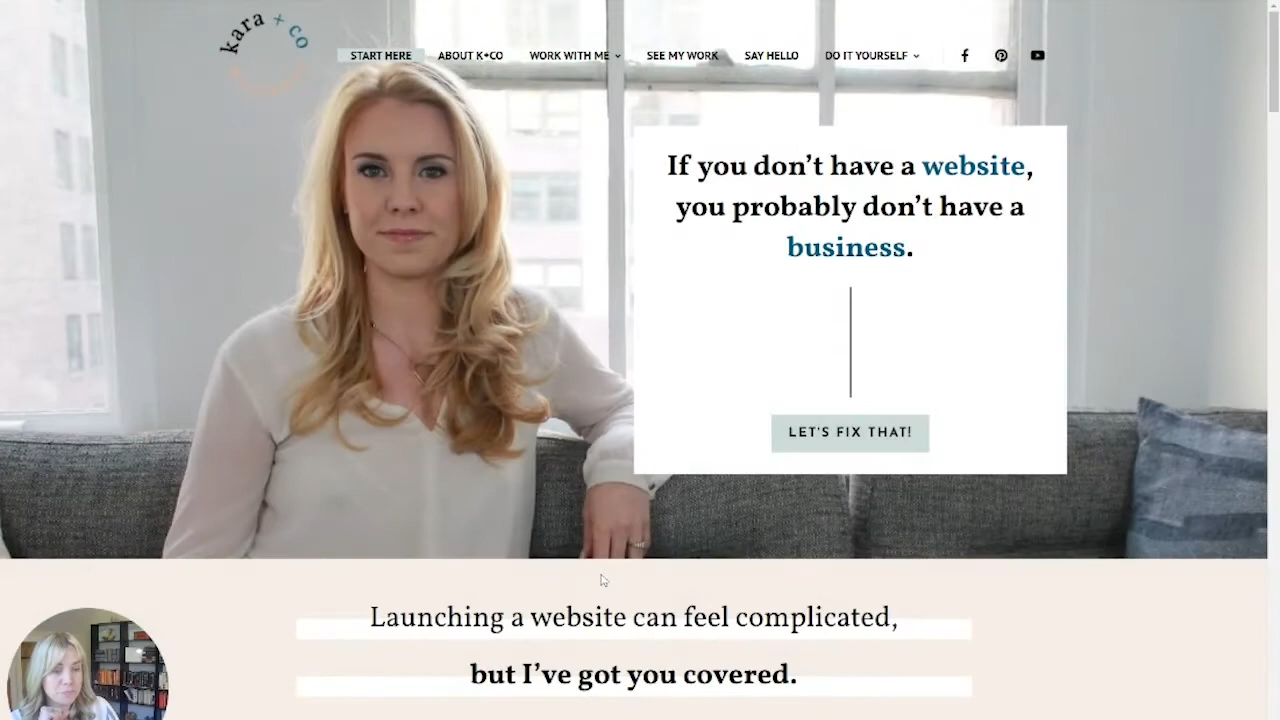 kara + co
START HERE
ABOUT K+CO
WORK WITH ME
SEE MY WORK
SAY HELLO
DO IT YOURSELF
If you don't have a website,
you probably don't have a
business.
LET'S FIX THAT!
Launching a website can feel complicated,
but I've got you covered.